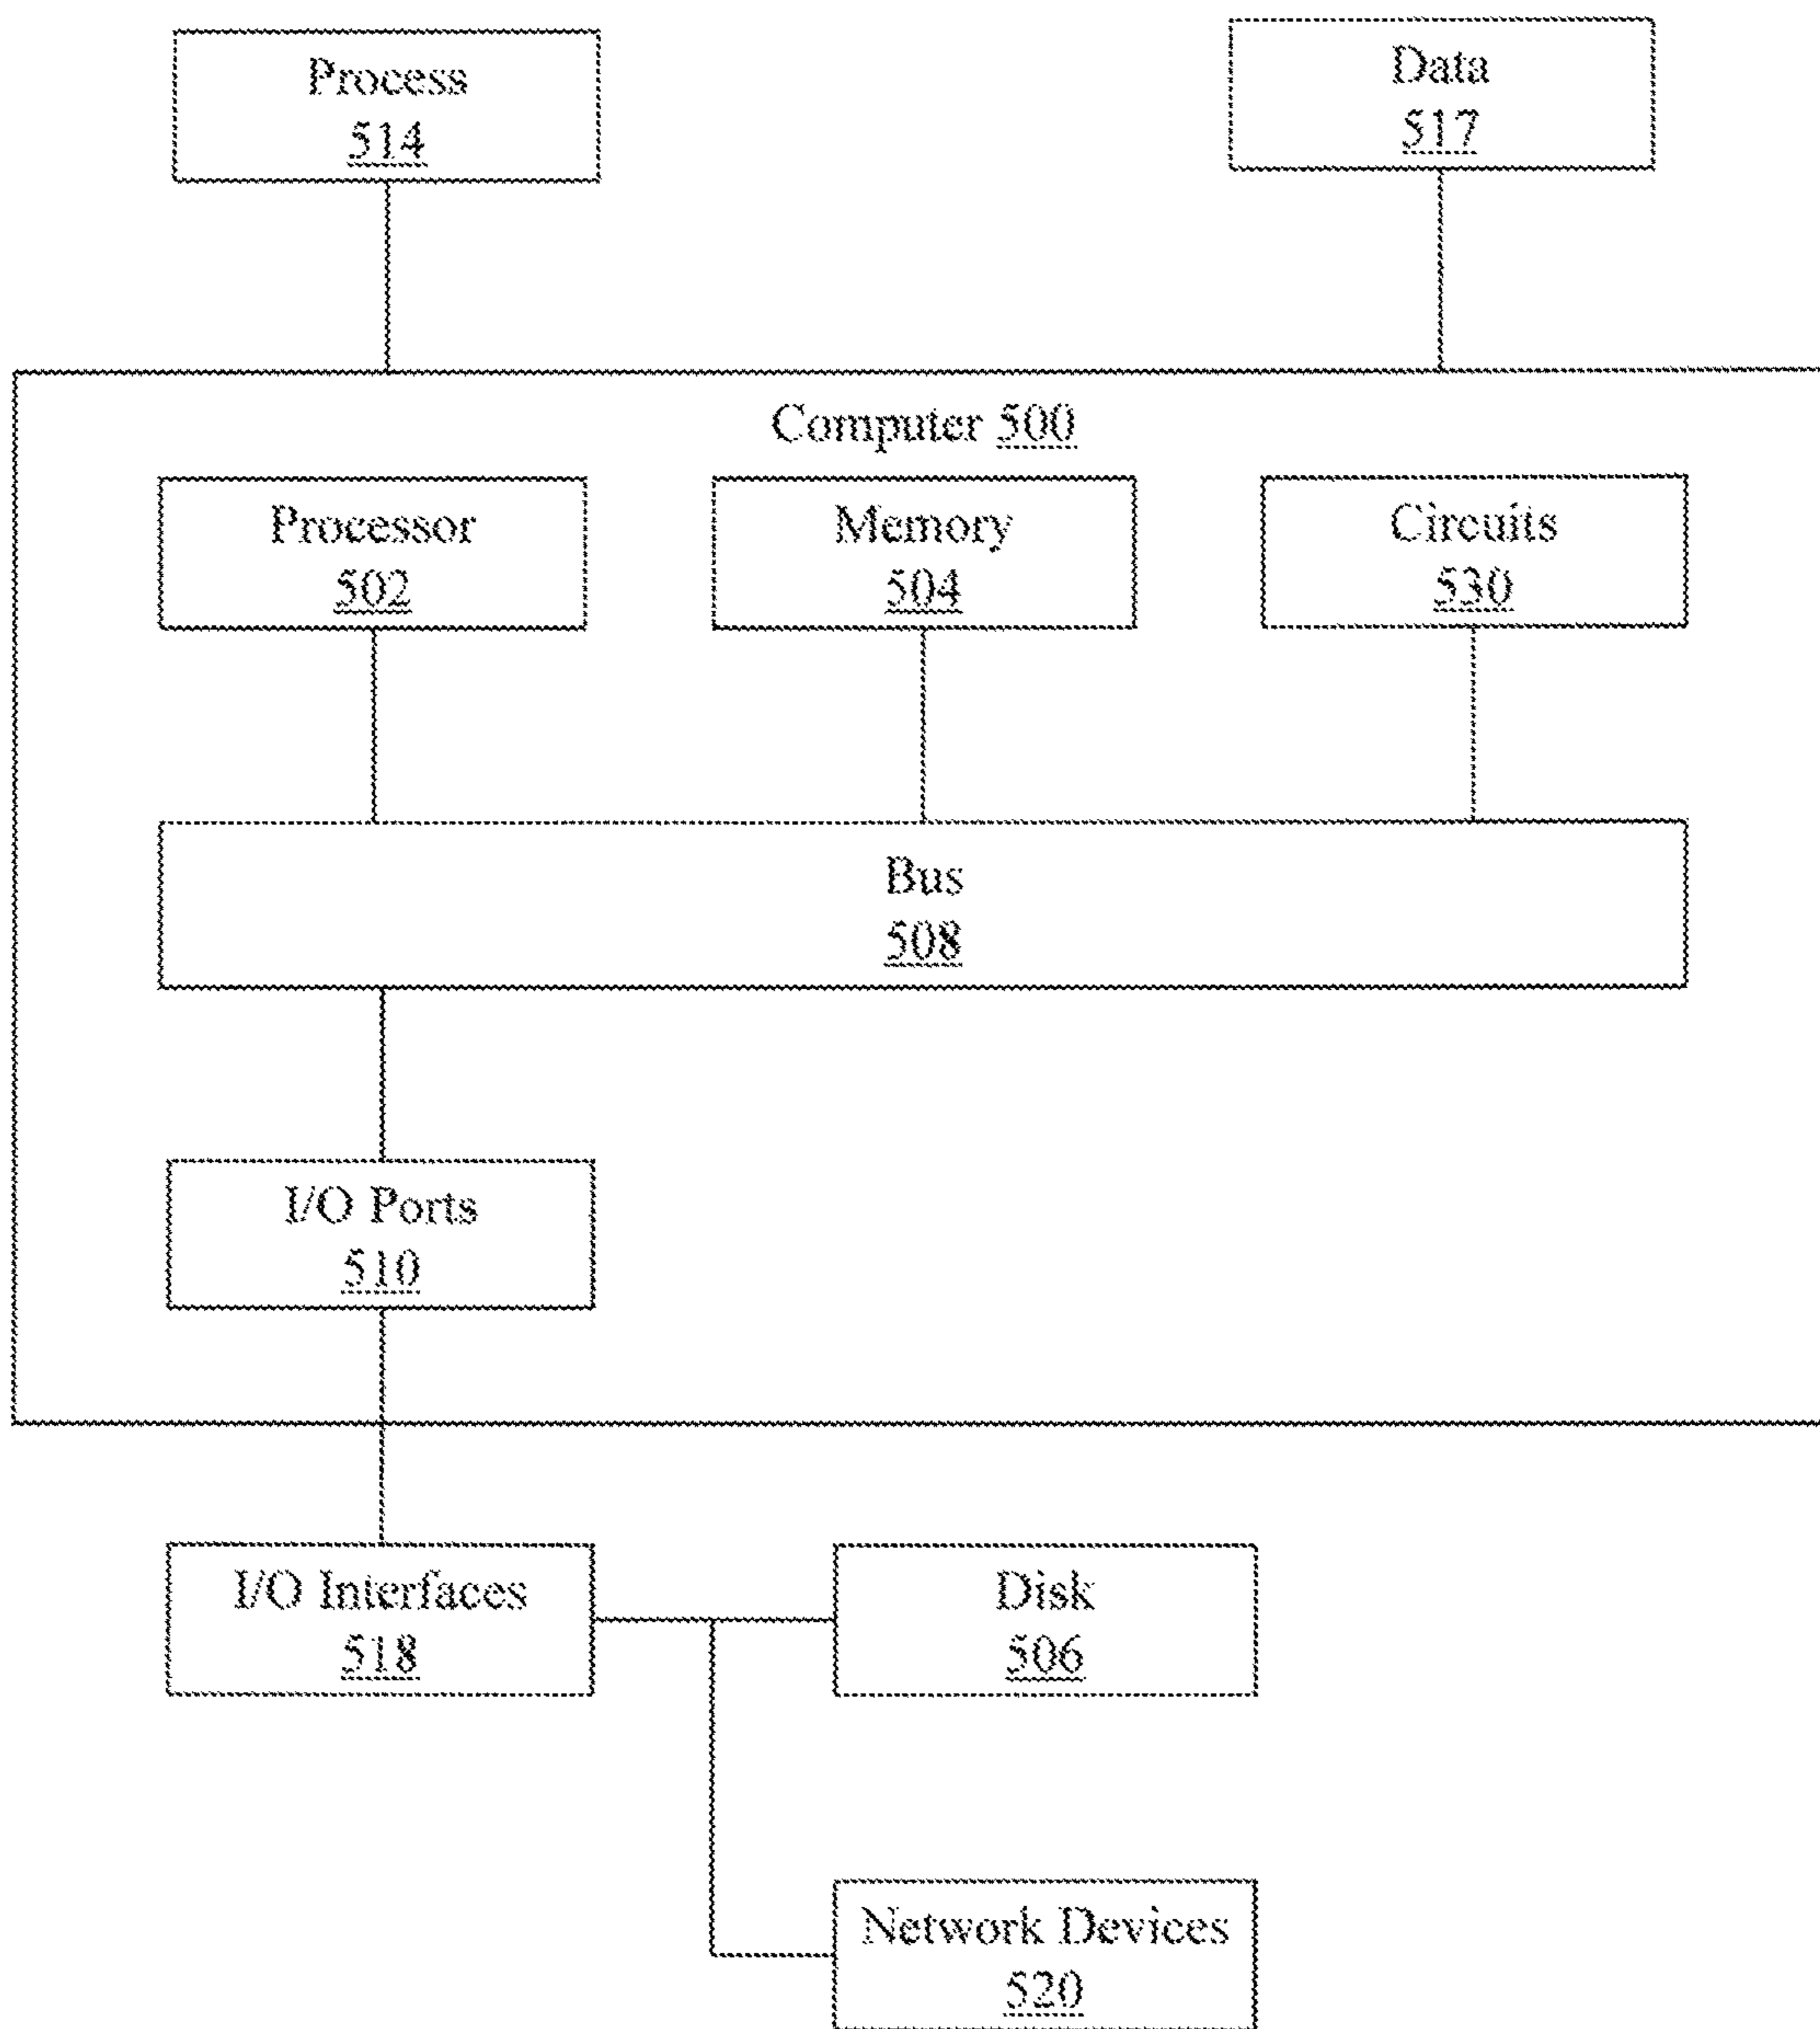 Process
514
Data
517
Computer 500
Processor
502
Memory
504
Circuits
530
Bus
508
I/O Ports
510
I/O Interfaces
518
Disk
506
Network Devices
520